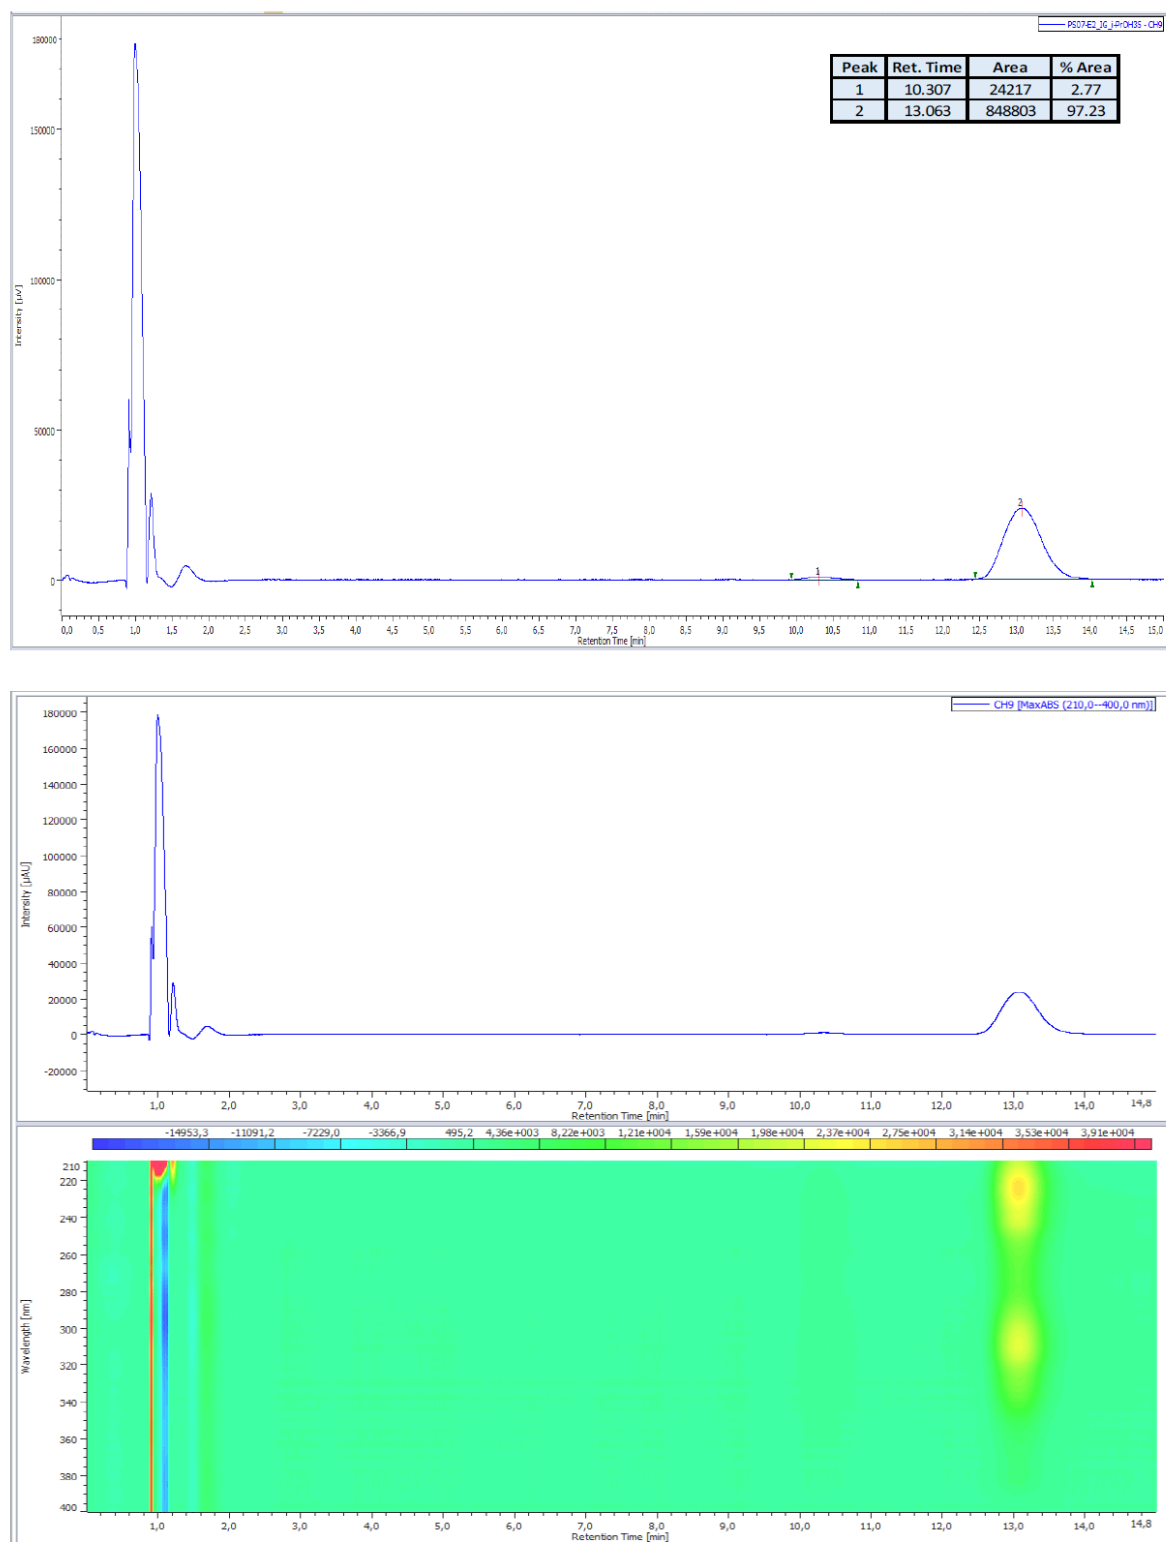 PS07-E2_IG_i-PrOH35 - CH9
Peak Ret. Time Area % Area
1 10.307 24217 2.77
2 13.063 848803 97.23
180000
150000
100000
50000
0
Intensity [µV]
1
2
0,0 0,5 1,0 1,5 2,0 2,5 3,0 3,5 4,0 4,5 5,0 5,5 6,0 6,5 7,0 7,5 8,0 8,5 9,0 9,5 10,0 10,5 11,0 11,5 12,0 12,5 13,0 13,5 14,0 14,5 15,0
Retention Time [min]
CH9 [MaxABS (210,0--400,0 nm)]
180000
160000
140000
120000
100000
80000
60000
40000
20000
0
-20000
Intensity [µAU]
1,0 2,0 3,0 4,0 5,0 6,0 7,0 8,0 9,0 10,0 11,0 12,0 13,0 14,0 14,8
Retention Time [min]
-14953,3 -11091,2 -7229,0 -3366,9 495,2 4,36e+003 8,22e+003 1,21e+004 1,59e+004 1,98e+004 2,37e+004 2,75e+004 3,14e+004 3,53e+004 3,91e+004
210
220
240
260
280
300
320
340
360
380
400
Wavelength [nm]
1,0 2,0 3,0 4,0 5,0 6,0 7,0 8,0 9,0 10,0 11,0 12,0 13,0 14,0 14,8
Retention Time [min]